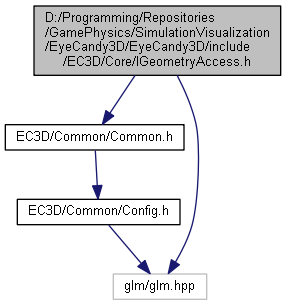 D:/Programming/Repositories
/GamePhysics/SimulationVisualization
/EyeCandy3D/EyeCandy3D/include
/EC3D/Core/IGeometryAccess.h
EC3D/Common/Common.h
EC3D/Common/Config.h
glm/glm.hpp